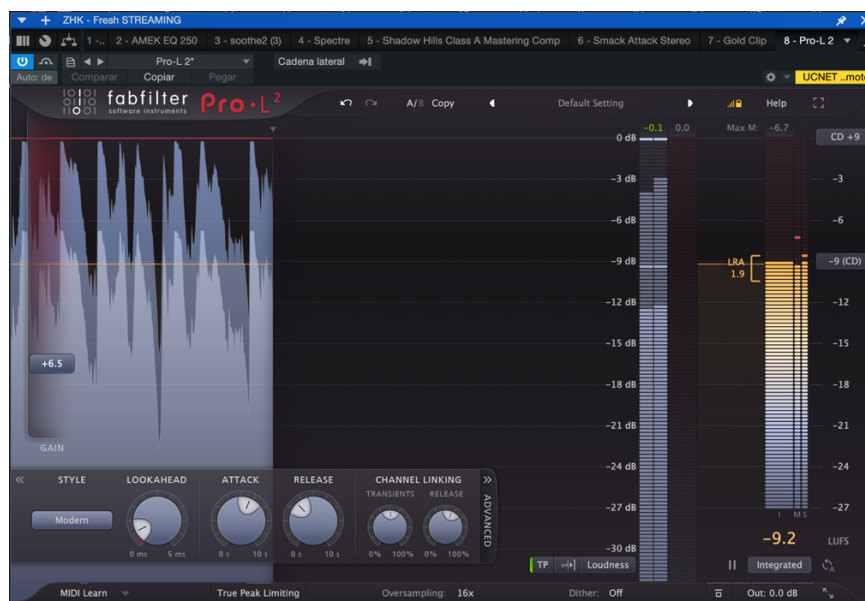 ZHK - Fresh STREAMING
1 -.. 2 - AMEK EQ 250 3 - soothe2 (3) 4 - Spectre 5 - Shadow Hills Class A Mastering Comp 6 - Smack Attack Stereo 7 - Gold Clip 8 - Pro-L 2
Pro-L 2* Cadena lateral
Auto: de Comparar Copiar Pegar UCNET ..mot
fabfilter Pro·L² A/B Copy Default Setting Help
software instruments
-0.1 0.0 Max M: -6.7
0 dB CD +9
-3 dB -3
-6 dB -6
-9 dB LRA -9 (CD)
1.9
-12 dB -12
-15 dB -15
+6.5
-18 dB -18
-21 dB -21
GAIN
-24 dB -24
STYLE LOOKAHEAD ATTACK RELEASE CHANNEL LINKING
TRANSIENTS RELEASE
ADVANCED
Modern
-27 dB -27
I M S
0 ms 5 ms 0 s 10 s 0 s 10 s 0% 100% 0% 100%
-9.2 LUFS
-30 dB
TP Loudness Integrated
MIDI Learn True Peak Limiting Oversampling: 16x Dither: Off Out: 0.0 dB